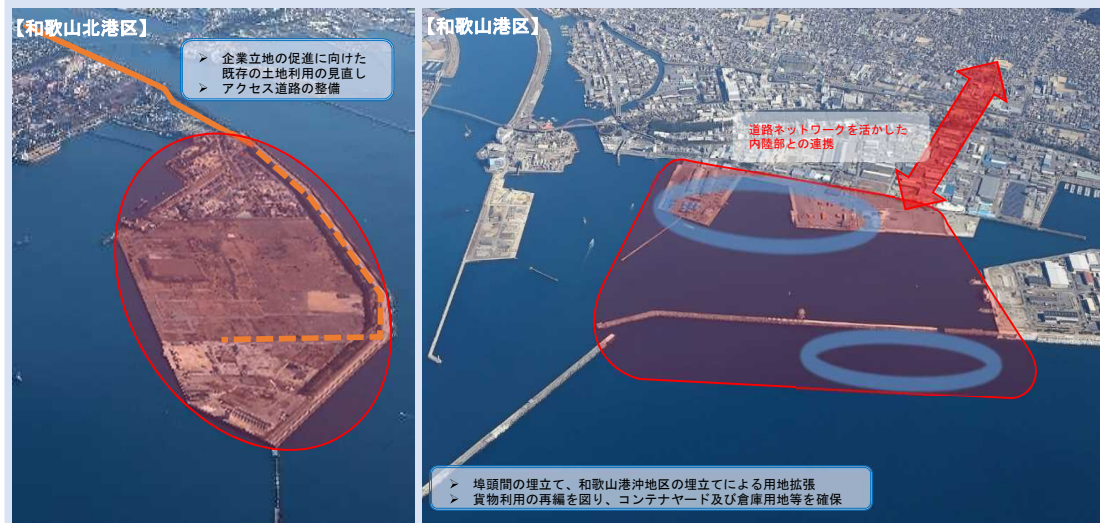 【和歌山北港区】
➢ 企業立地の促進に向けた
既存の土地利用の見直し
➢ アクセス道路の整備
【和歌山港区】
道路ネットワークを活かした
内陸部との連携
➢ 埠頭間の埋立て、和歌山港沖地区の埋立てによる用地拡張
➢ 貨物利用の再編を図り、コンテナヤード及び倉庫用地等を確保